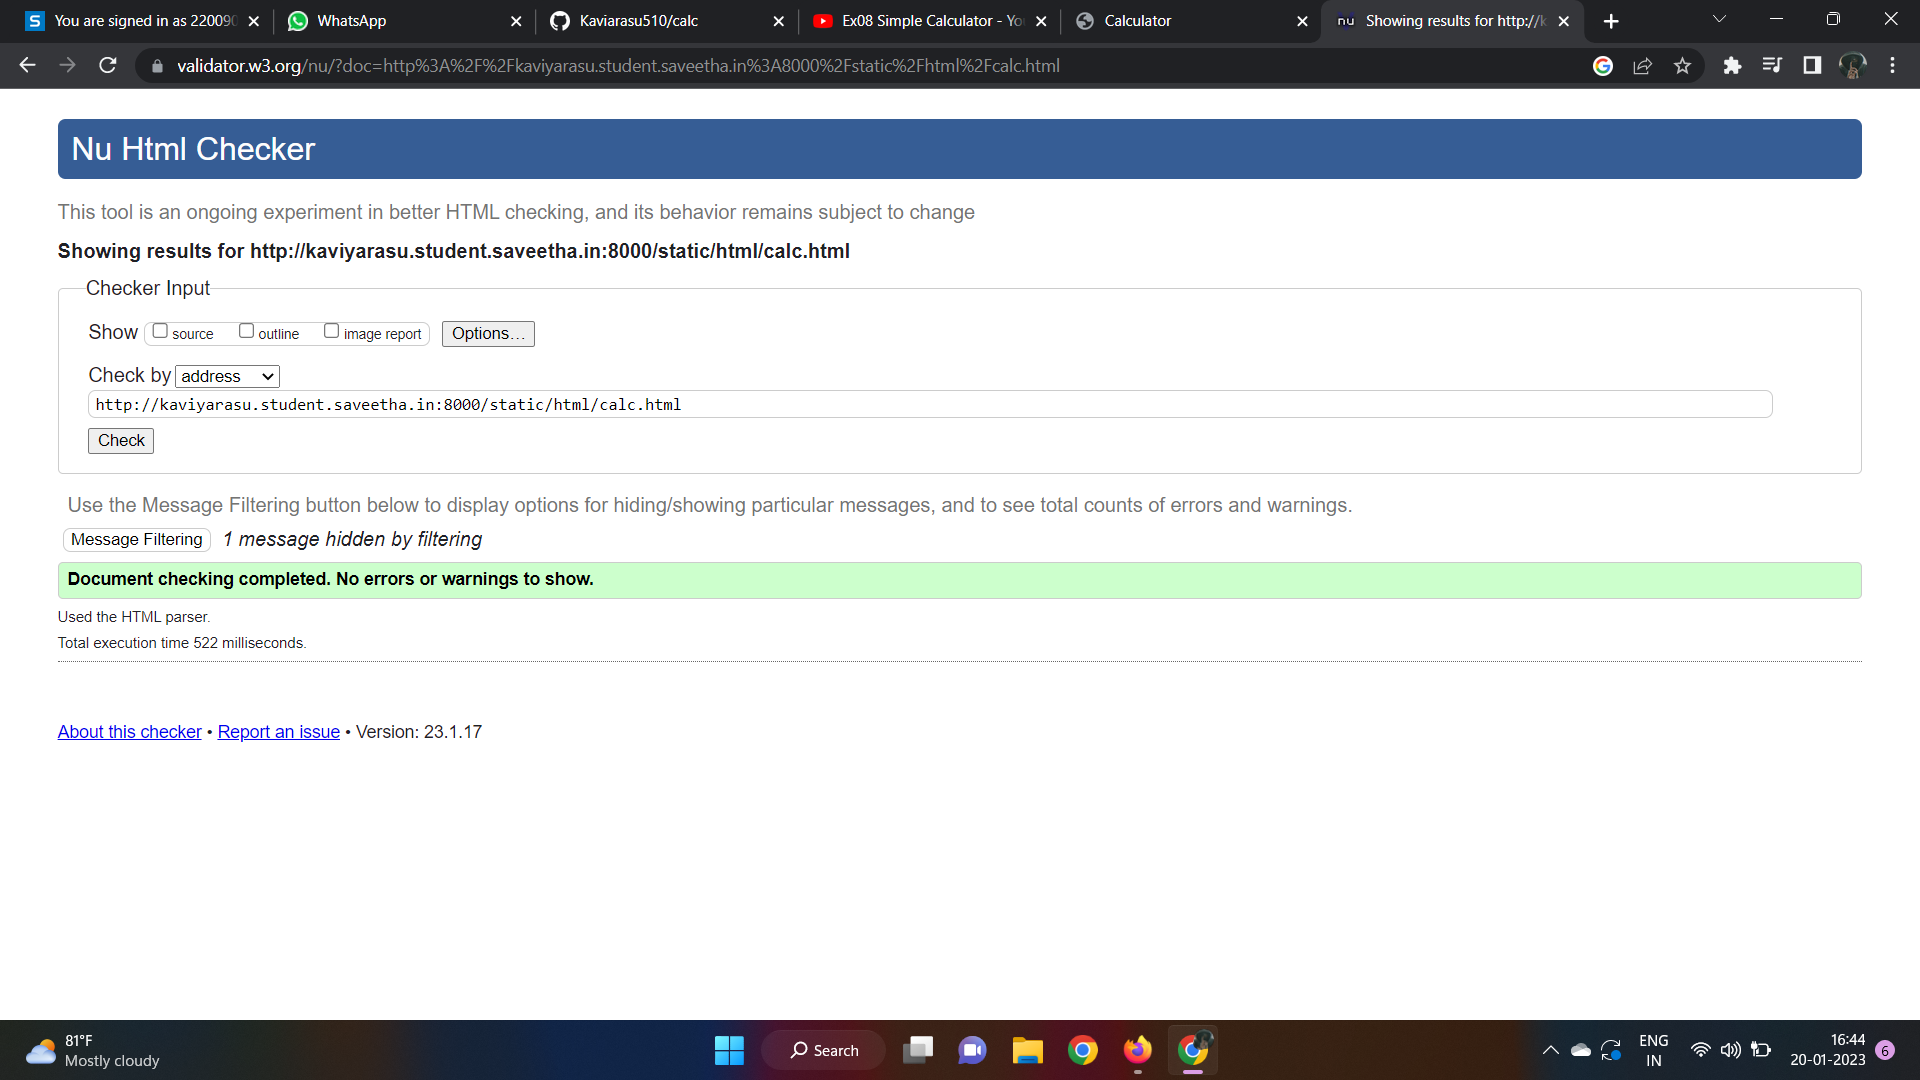 You are signed in as 22009
WhatsApp
Kaviarasu510/calc
Ex08 Simple Calculator - Yo
Calculator
nu Showing results for http://k
validator.w3.org/nu/?doc=http%3A%2F%2Fkaviyarasu.student.saveetha.in%3A8000%2Fstatic%2Fhtml%2Fcalc.html
Nu Html Checker
This tool is an ongoing experiment in better HTML checking, and its behavior remains subject to change
Showing results for http://kaviyarasu.student.saveetha.in:8000/static/html/calc.html
Checker Input
Show source outline image report Options...
Check by address
http://kaviyarasu.student.saveetha.in:8000/static/html/calc.html
Check
Use the Message Filtering button below to display options for hiding/showing particular messages, and to see total counts of errors and warnings.
Message Filtering 1 message hidden by filtering
Document checking completed. No errors or warnings to show.
Used the HTML parser.
Total execution time 522 milliseconds.
About this checker • Report an issue • Version: 23.1.17
81°F
Mostly cloudy
Search
ENG
IN
16:44
20-01-2023
6